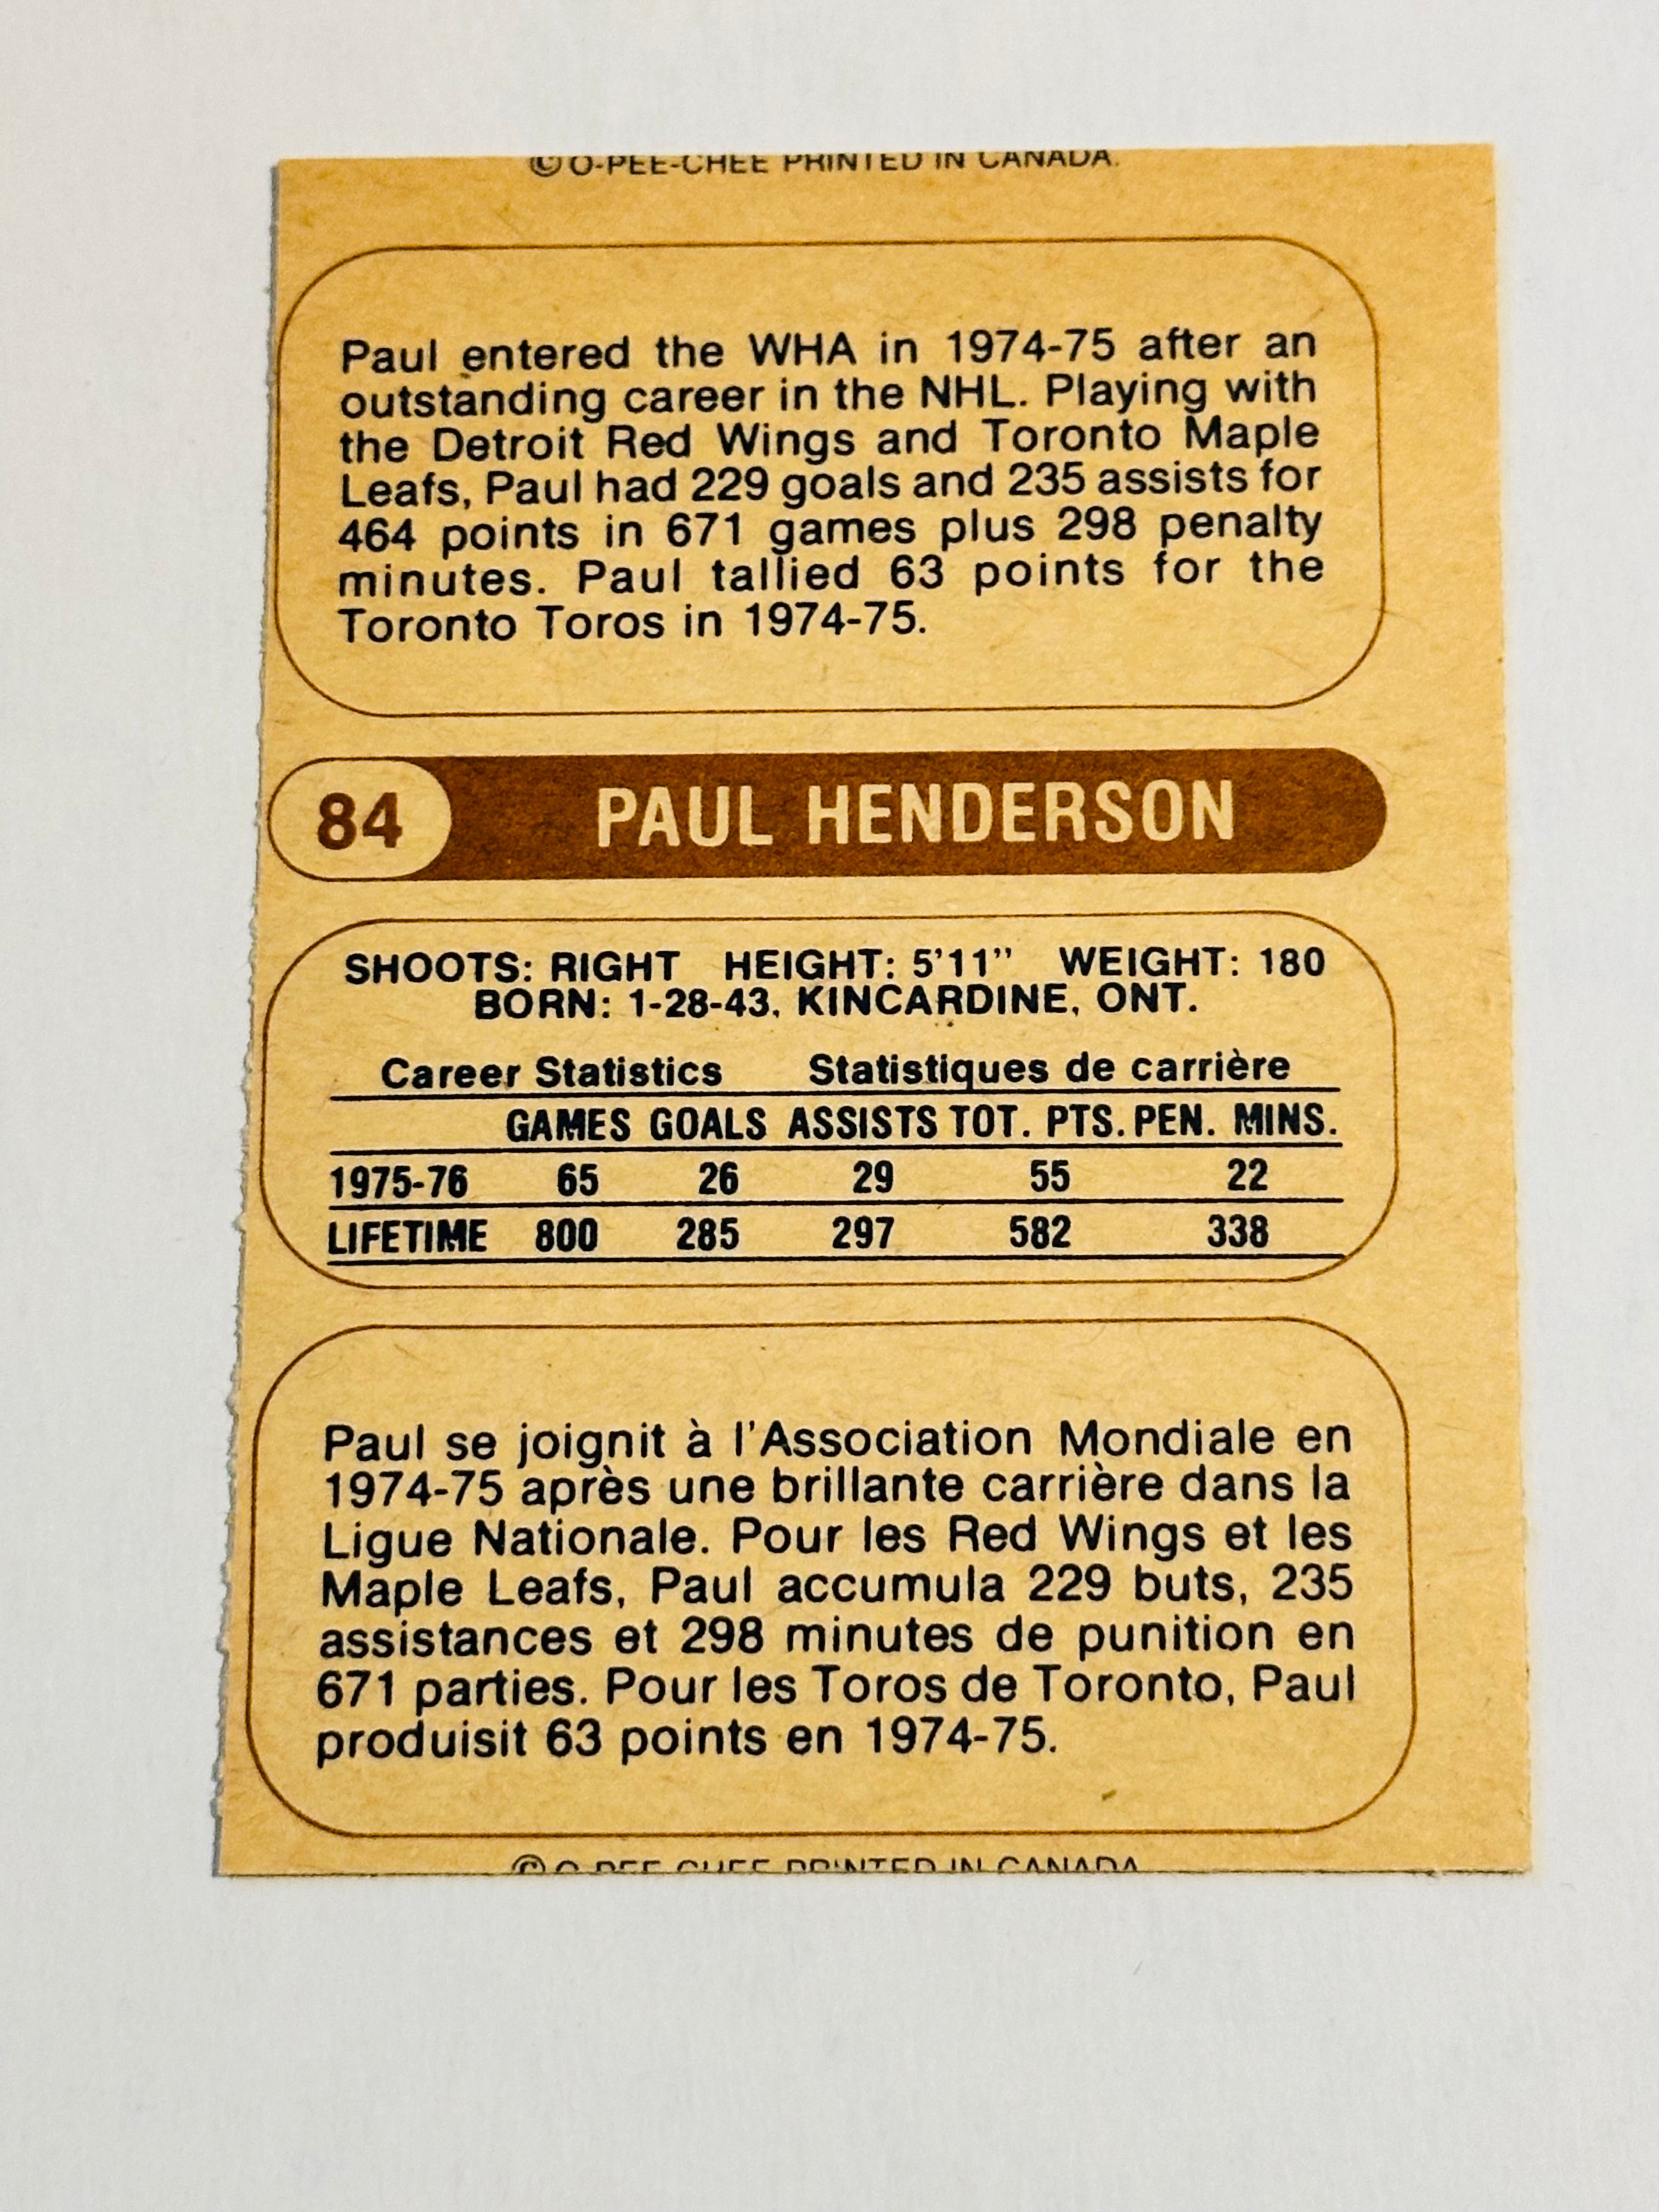 © O-PEE-CHEE PRINTED IN CANADA.
Paul entered the WHA in 1974-75 after an
outstanding career in the NHL. Playing with
the Detroit Red Wings and Toronto Maple
Leafs, Paul had 229 goals and 235 assists for
464 points in 671 games plus 298 penalty
minutes. Paul tallied 63 points for the
Toronto Toros in 1974-75.
84 PAUL HENDERSON
SHOOTS: RIGHT HEIGHT: 5'11" WEIGHT: 180
BORN: 1-28-43, KINCARDINE, ONT.
Career Statistics Statistiques de carrière
GAMES GOALS ASSISTS TOT. PTS. PEN. MINS.
1975-76 65 26 29 55 22
LIFETIME 800 285 297 582 338
Paul se joignit à l'Association Mondiale en
1974-75 après une brillante carrière dans la
Ligue Nationale. Pour les Red Wings et les
Maple Leafs, Paul accumula 229 buts, 235
assistances et 298 minutes de punition en
671 parties. Pour les Toros de Toronto, Paul
produisit 63 points en 1974-75.
© O-PEE-CHEE PRINTED IN CANADA